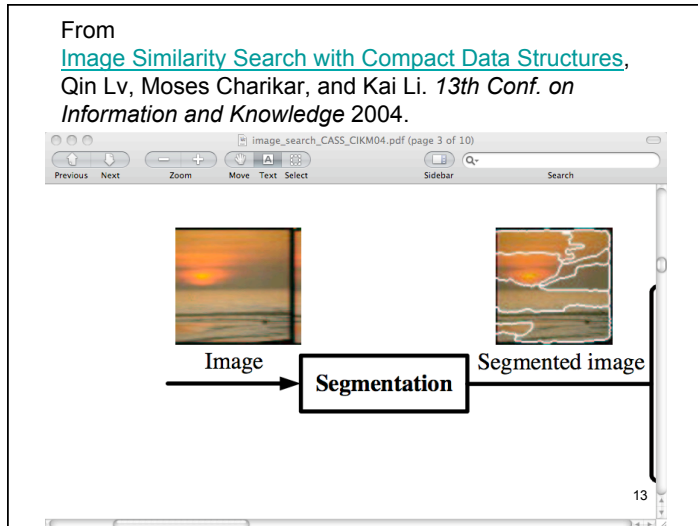 From
Image Similarity Search with Compact Data Structures,
Qin Lv, Moses Charikar, and Kai Li. 13th Conf. on
Information and Knowledge 2004.
image_search_CASS_CIKM04.pdf (page 3 of 10)
Previous Next Zoom Move Text Select Sidebar Search
Image
Segmented image
Segmentation
13